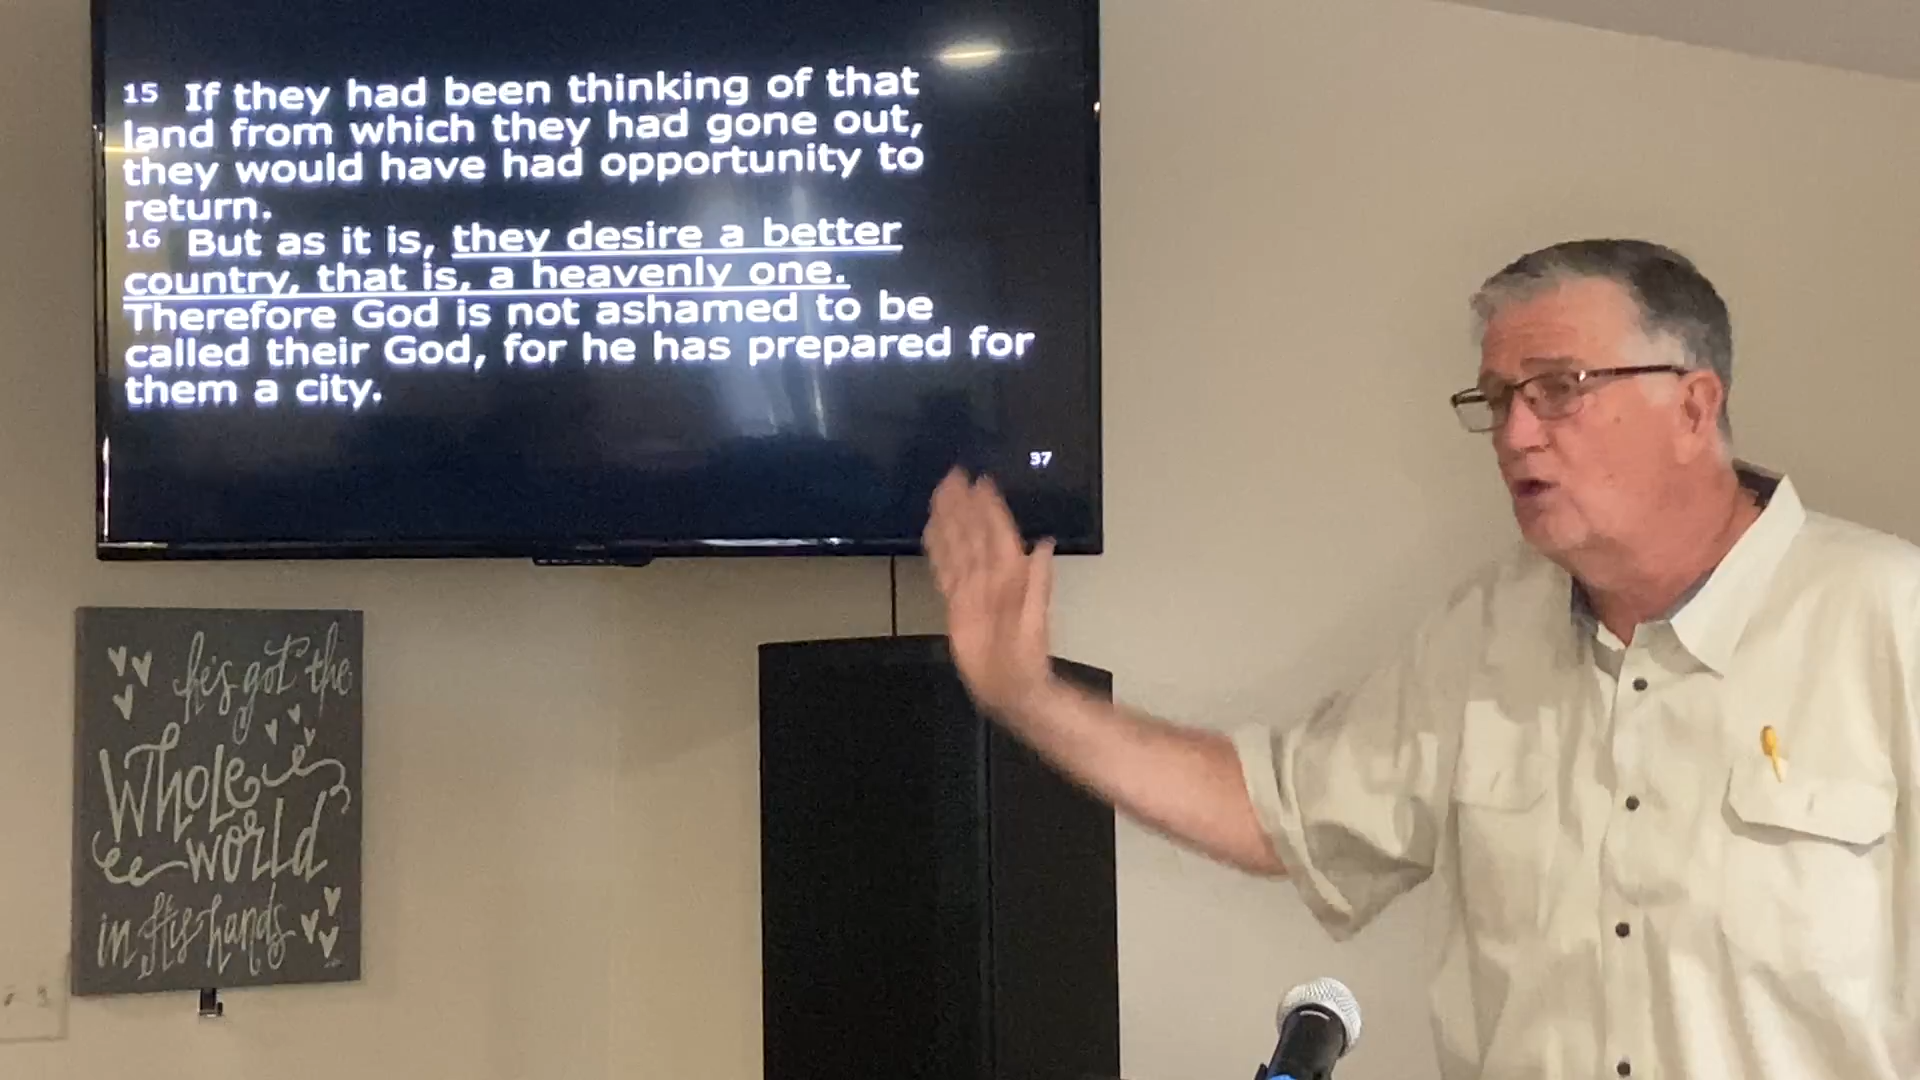 15 If they had been thinking of that
land from which they had gone out,
they would have had opportunity to
return.
16 But as it is, they desire a better
country, that is, a heavenly one.
Therefore God is not ashamed to be
called their God, for he has prepared for
them a city.
37
he's got the
Whole
world
in His hands